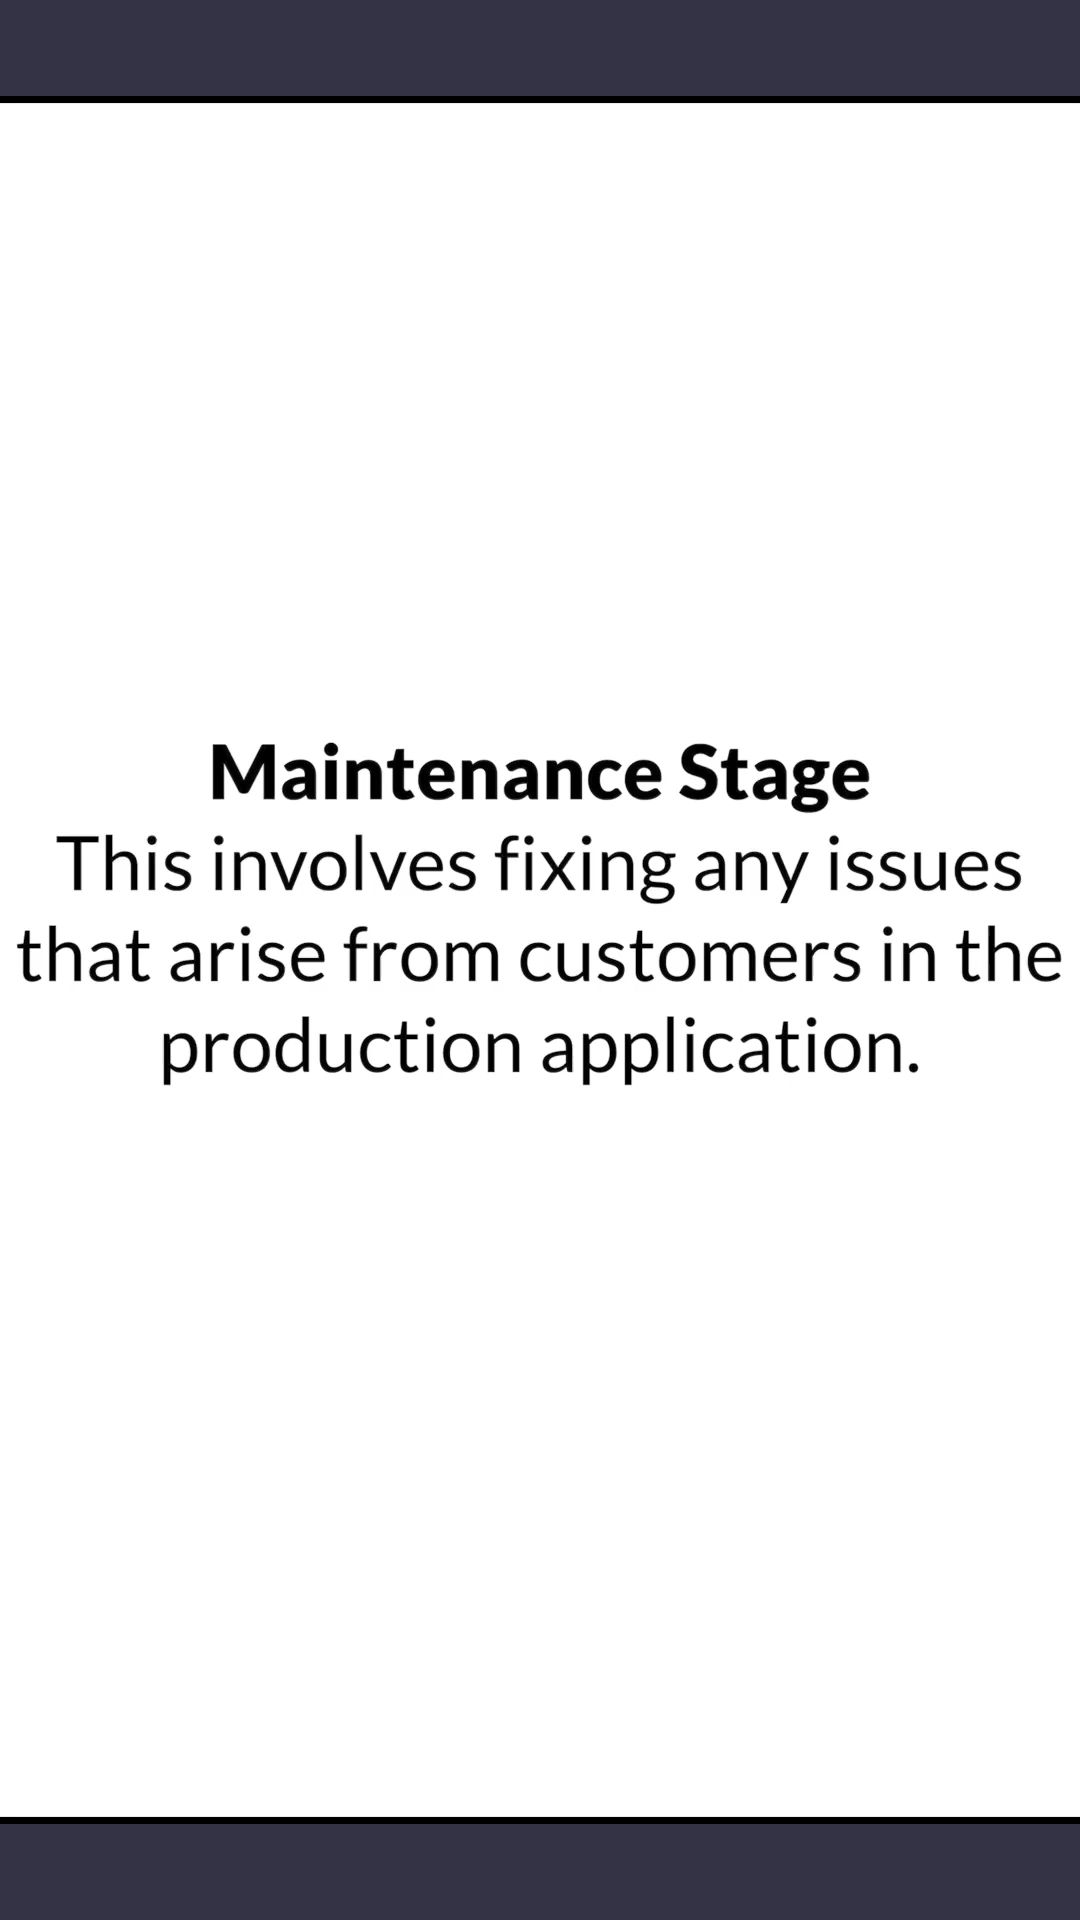 Maintenance Stage
This involves fixing any issues
that arise from customers in the
production application.